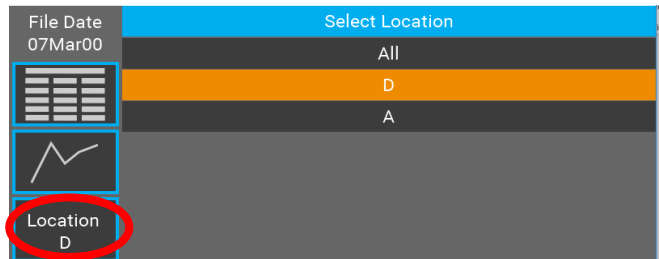 File Date
07Mar00
Select Location
All
D
A
Location
D